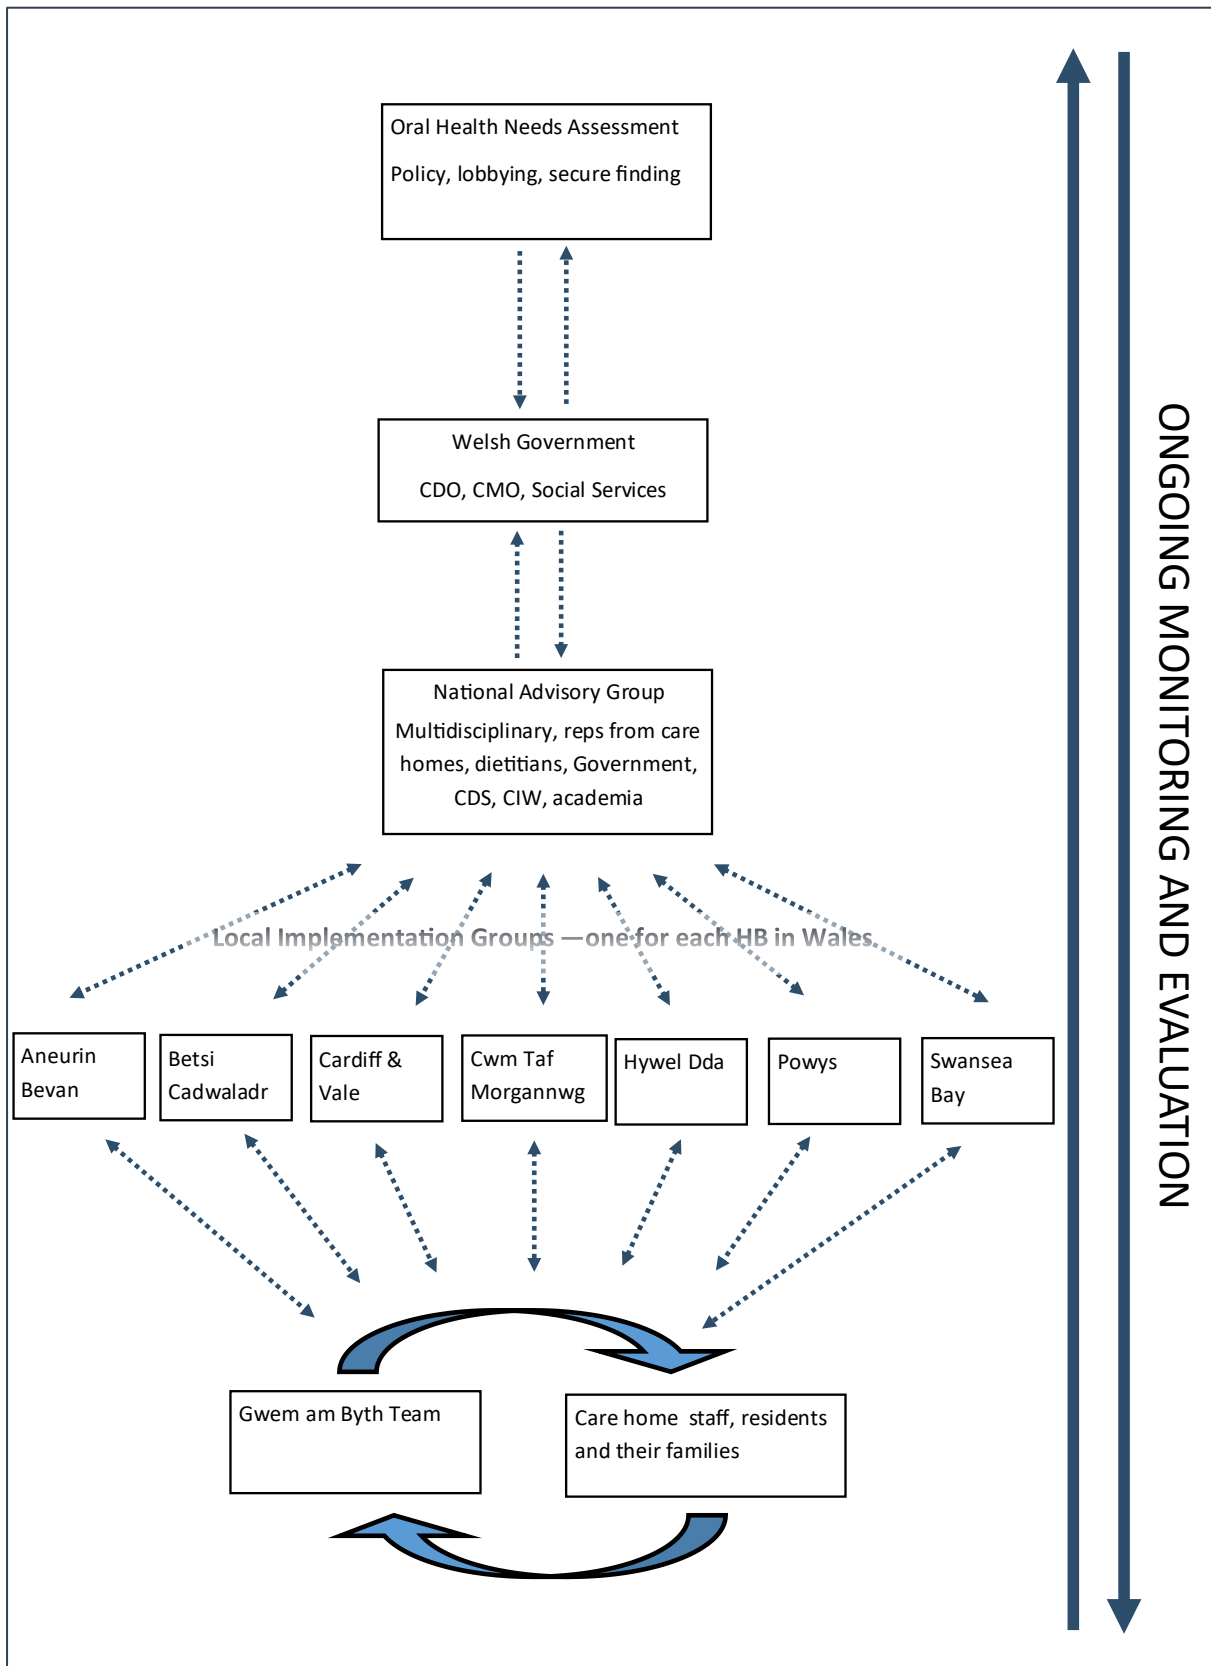 Oral Health Needs Assessment
Policy, lobbying, secure finding
Welsh Government
CDO, CMO, Social Services
National Advisory Group
Multidisciplinary, reps from care
homes, dietitians, Government,
CDS, CIW, academia
Local Implementation Groups —one for each HB in Wales
Aneurin
Bevan
Betsi
Cadwaladr
Cardiff &
Vale
Cwm Taf
Morgannwg
Hywel Dda
Powys
Swansea
Bay
Gwem am Byth Team
Care home  staff, residents
and their families
ONGOING MONITORING AND EVALUATION